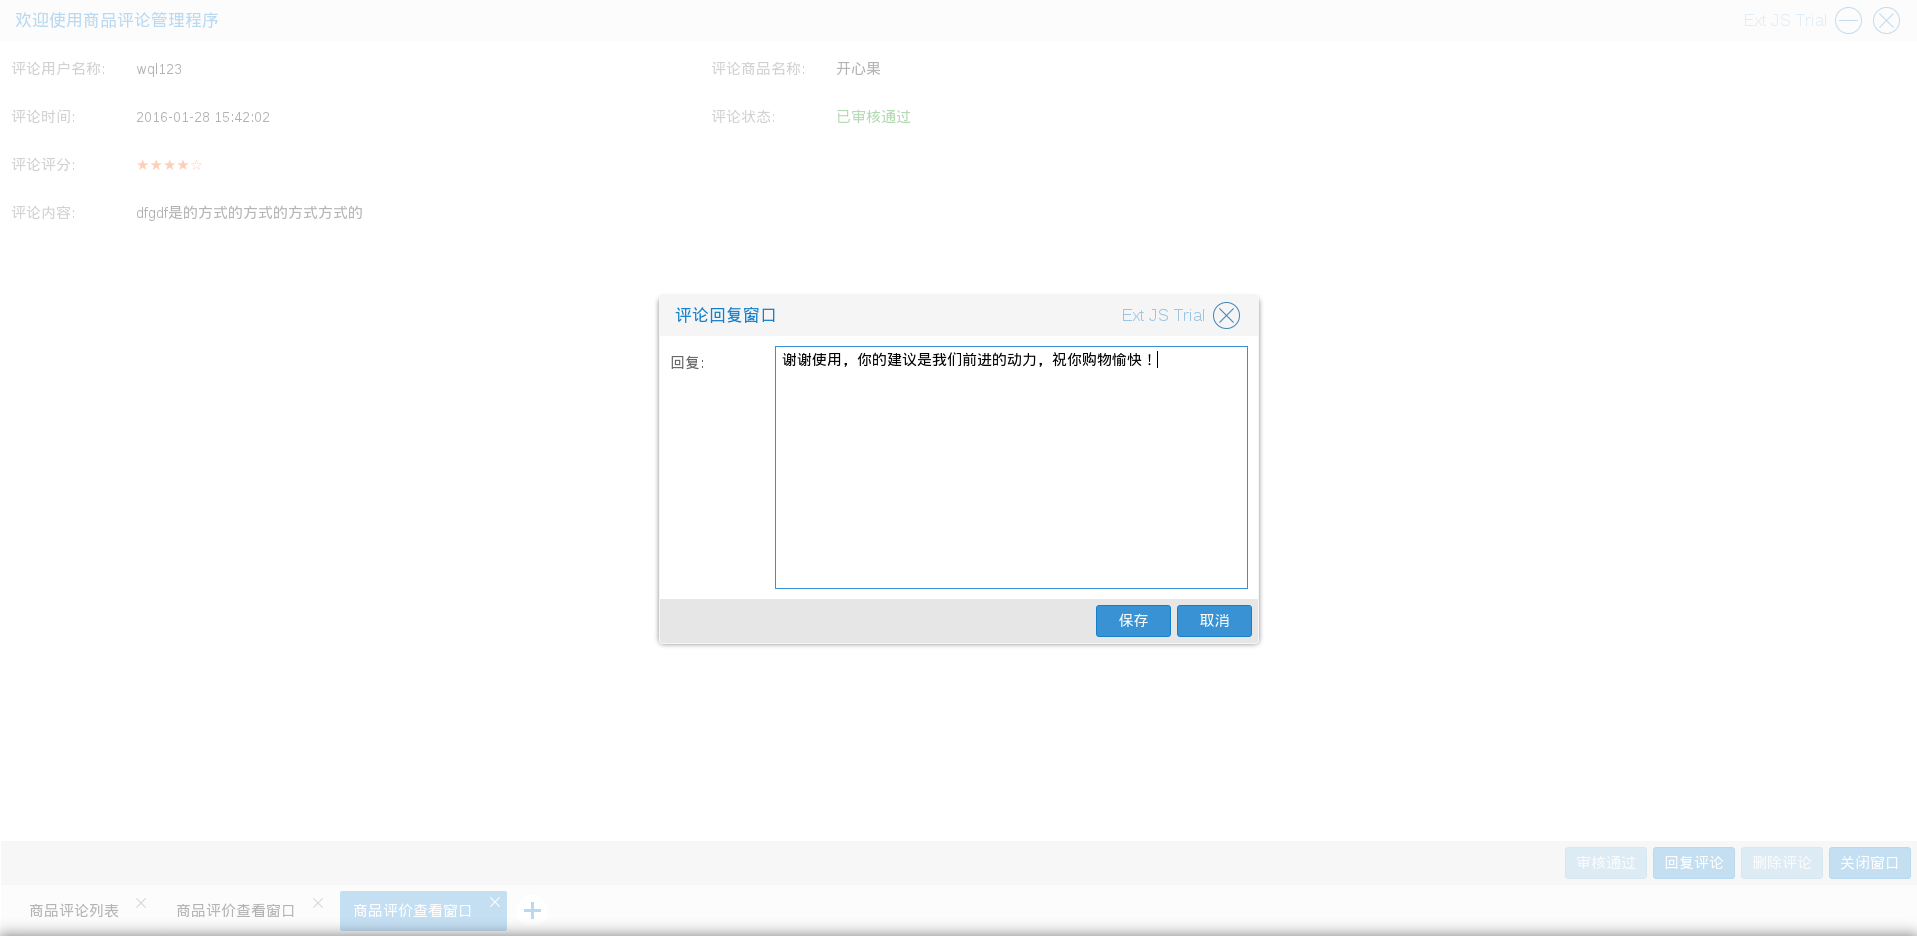 欢迎使用商品评论管理程序
Ext JS Trial
评论用户名称: wql123 评论商品名称: 开心果
评论时间: 2016-01-28 15:42:02 评论状态: 已审核通过
评论评分: ★★★★☆
评论内容: dfgdf是的方式的方式的方式方式的
评论回复窗口
Ext JS Trial
回复: 谢谢使用，你的建议是我们前进的动力，祝你购物愉快！
保存 取消
审核通过 回复评论 删除评论 关闭窗口
商品评论列表 商品评价查看窗口 商品评价查看窗口